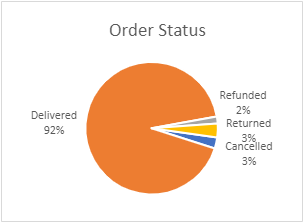 Order Status
Refunded
2%
Delivered
92%
Returned
3%
Cancelled
3%